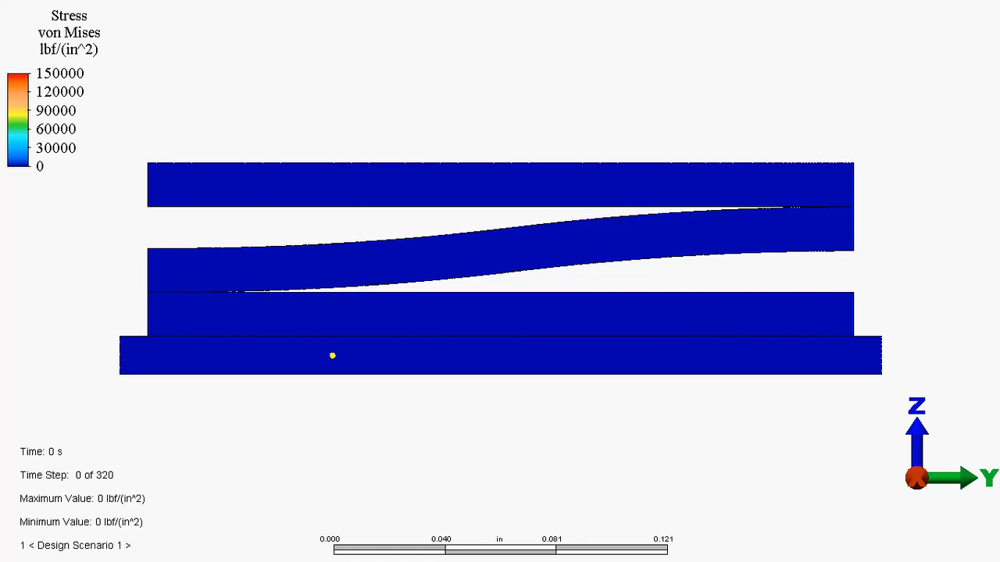 Stress
von Mises
lbf/(in^2)
150000
120000
90000
60000
30000
0
Z
X
Y
Time: 0 s
Time Step: 0 of 320
Maximum Value: 0 lbf/(in^2)
Minimum Value: 0 lbf/(in^2)
1 < Design Scenario 1 >
0.000 0.040 in 0.081 0.121